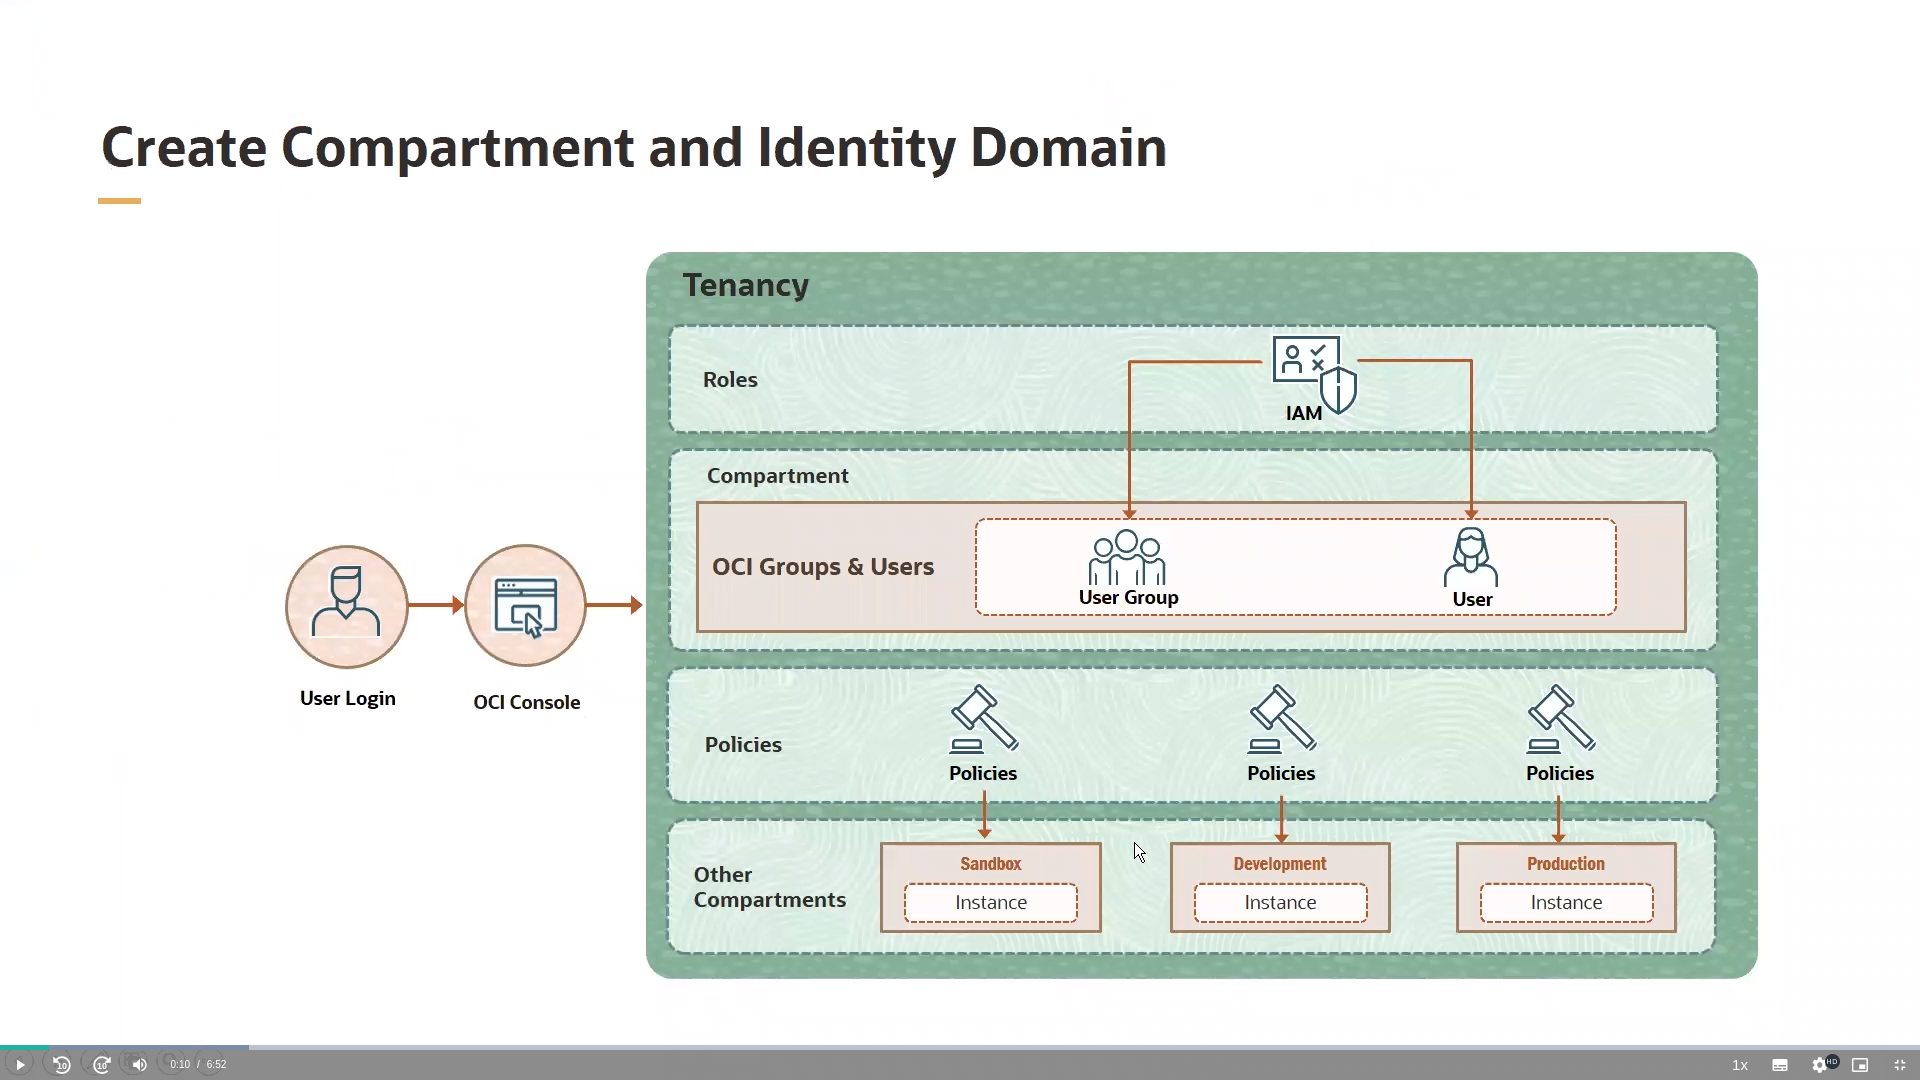 Create Compartment and Identity Domain
Tenancy
Roles
IAM
Compartment
OCI Groups & Users
User Group
User
User Login
OCI Console
Policies
Policies
Policies
Policies
Other
Compartments
Sandbox
Instance
Development
Instance
Production
Instance
10
10
0:10 / 6:52
1x
HD